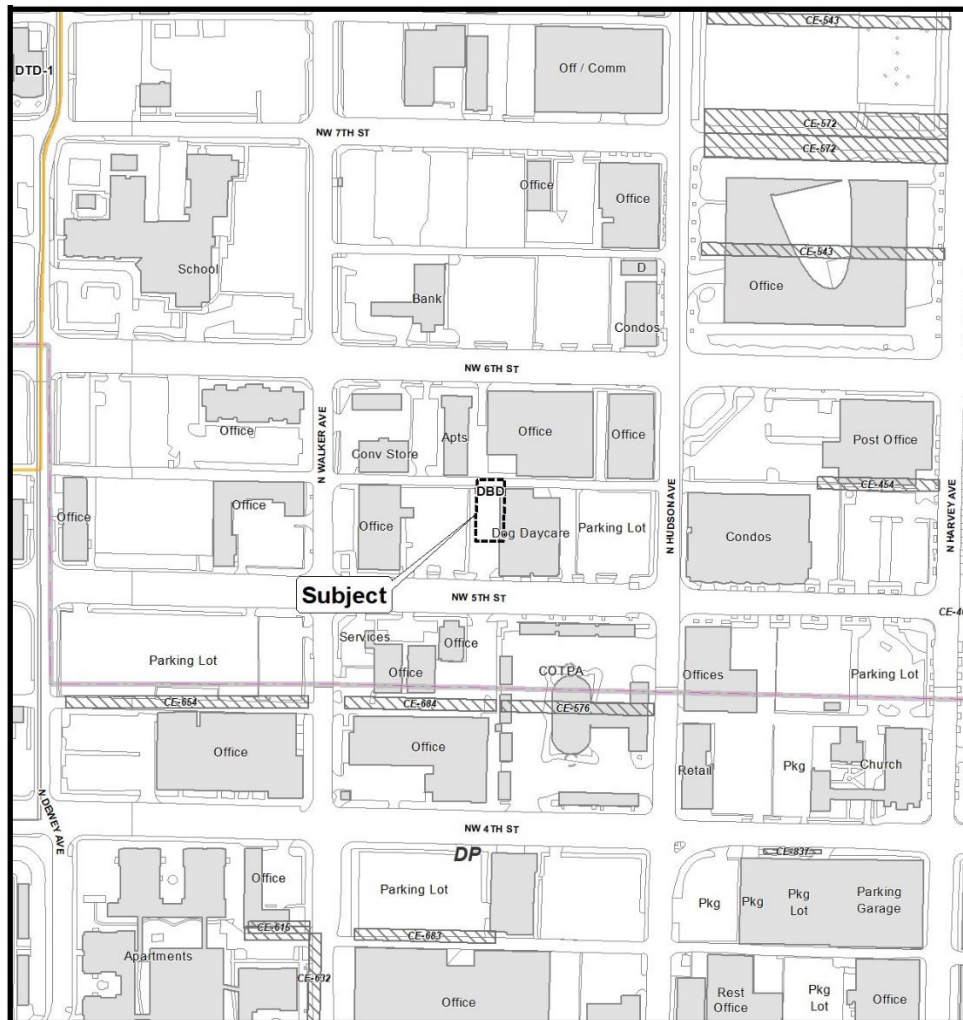 CE-543
DTD-1
Off / Comm
CE-572
NW 7TH ST
CE-572
Office
Office
School
CE-543
D
Office
Bank
Condos
NW 6TH ST
N WALKER AVE
Office
Apts
Office
Office
Post Office
Conv Store
CE-454
DBD
N HUDSON AVE
N HARVEY AVE
Office
Office
Office
Dog Daycare
Parking Lot
Condos
Subject
NW 5TH ST
Services
Office
Parking Lot
Office
COTPA
Offices
Parking Lot
CE-654
CE-684
CE-576
Office
Office
Retail
Pkg
Church
N DEWEY AVE
NW 4TH ST
DP
CE-837
Office
Parking Lot
Pkg
Pkg
Pkg
Lot
Parking
Garage
CE-615
CE-683
Apartments
CE-632
Office
Rest
Office
Pkg
Lot
Office